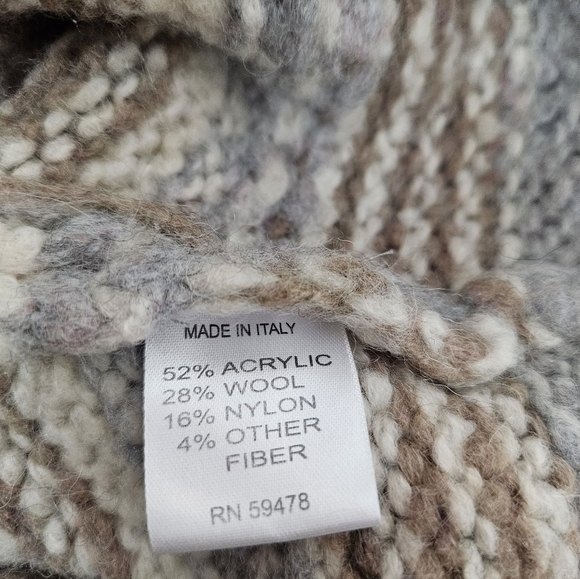 MADE IN ITALY
52% ACRYLIC
28% WOOL
16% NYLON
4% OTHER
FIBER
RN 59478